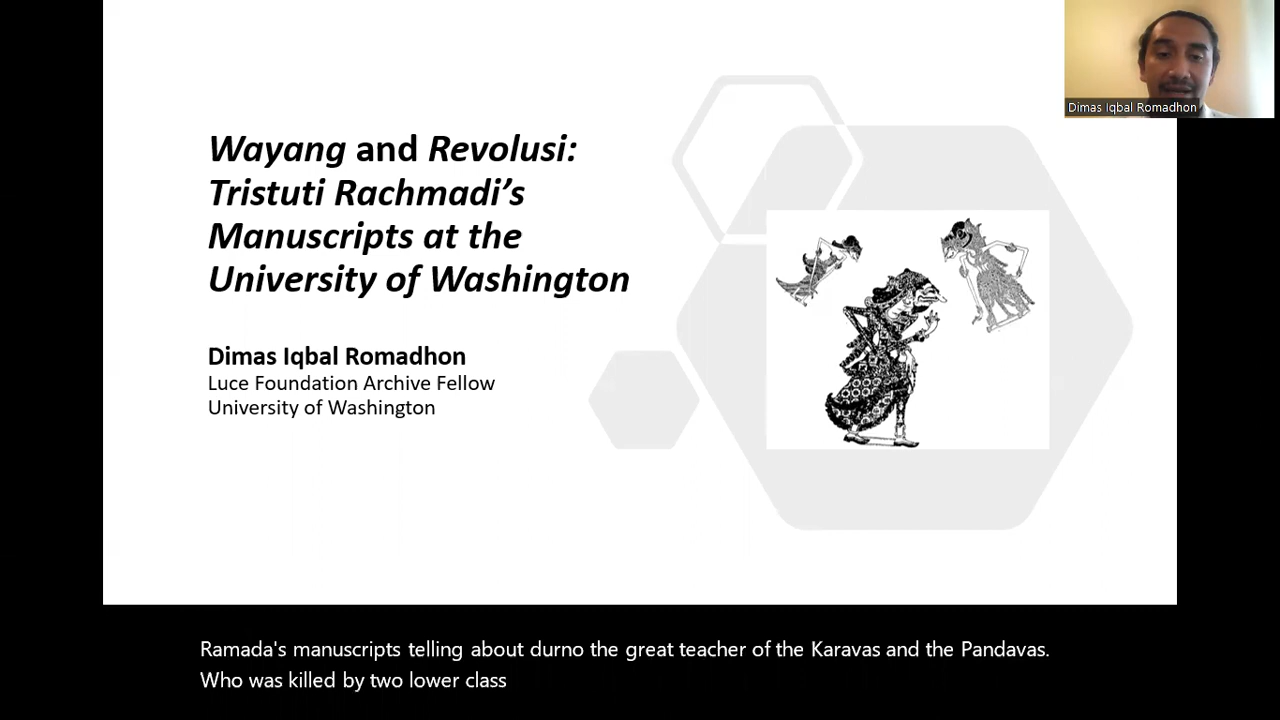 Wayang and Revolusi:
Tristuti Rachmadi's
Manuscripts at the
University of Washington
Dimas Iqbal Romadhon
Luce Foundation Archive Fellow
University of Washington
Dimas Iqbal Romadhon
Ramada's manuscripts telling about durno the great teacher of the Karavas and the Pandavas.
Who was killed by two lower class